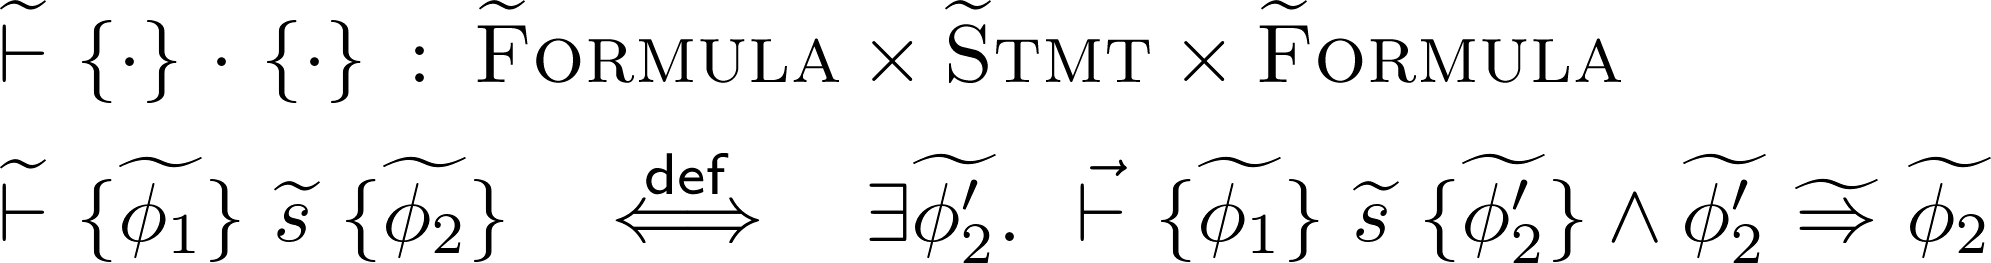 ⊢̃ {·} · {·} : F̃ORMULA × S̃TMT × F̃ORMULA
⊢̃ {ϕ̃₁} s̃ {ϕ̃₂} ⟺ᵈᵉᶠ ∃ϕ̃₂′. ⊢⃗ {ϕ̃₁} s̃ {ϕ̃₂′} ∧ ϕ̃₂′ ⇛̃ ϕ̃₂